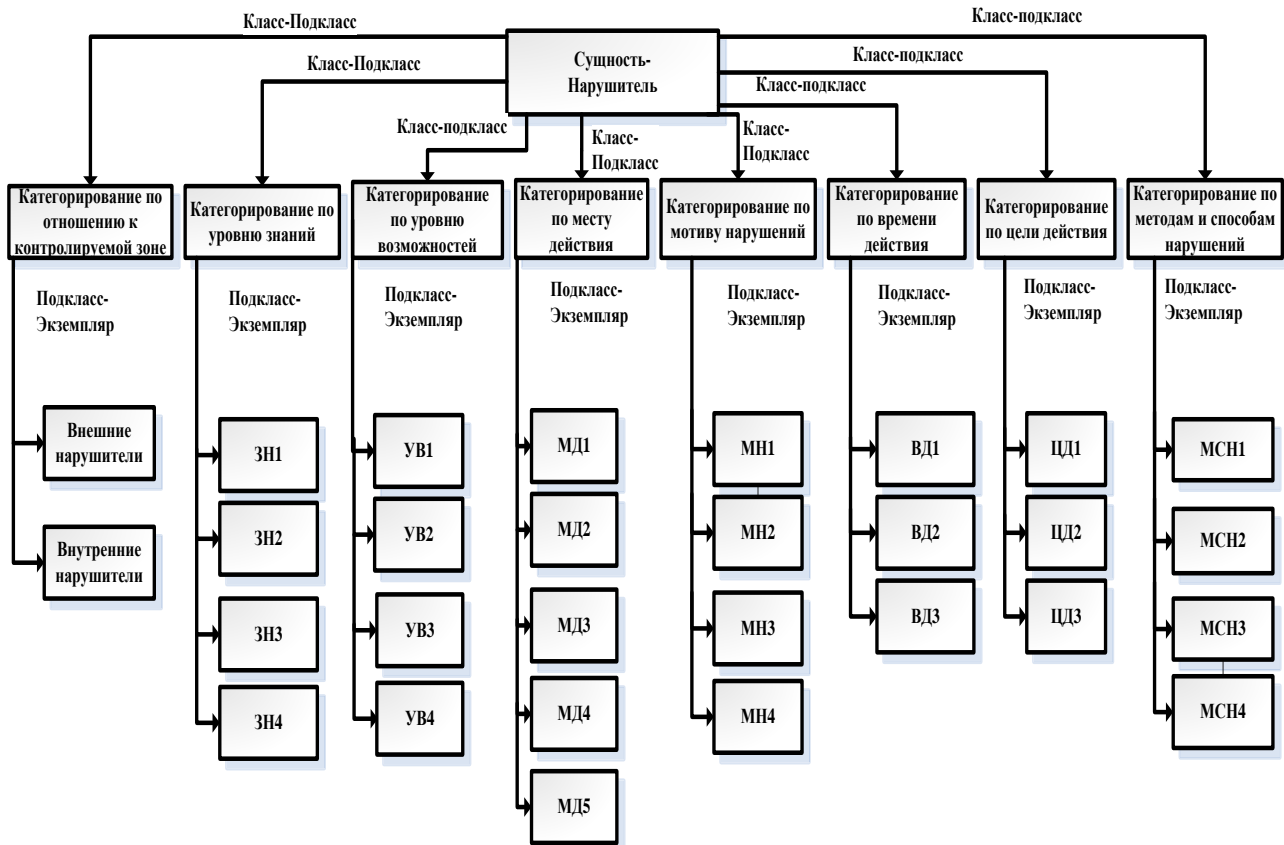 Класс-Подкласс
Класс-подкласс
Сущность-
Нарушитель
Класс-Подкласс
Класс-подкласс
Класс-подкласс
Класс-подкласс
Класс-
Подкласс
Класс-
Подкласс
Категорирование по
отношению к
контролируемой зоне
Категорирование по
уровню знаний
Категорирование
по уровню
возможностей
Категорирование
по месту
действия
Категорирование по
мотиву нарушений
Категорирование
по времени
действия
Категорирование
по цели действия
Категорирование по
методам и способам
нарушений
Подкласс-
Экземпляр
Подкласс-
Экземпляр
Подкласс-
Экземпляр
Подкласс-
Экземпляр
Подкласс-
Экземпляр
Подкласс-
Экземпляр
Подкласс-
Экземпляр
Подкласс-
Экземпляр
Внешние
нарушители
Внутренние
нарушители
ЗН1
ЗН2
ЗН3
ЗН4
УВ1
УВ2
УВ3
УВ4
МД1
МД2
МД3
МД4
МД5
МН1
МН2
МН3
МН4
ВД1
ВД2
ВД3
ЦД1
ЦД2
ЦД3
МСН1
МСН2
МСН3
МСН4